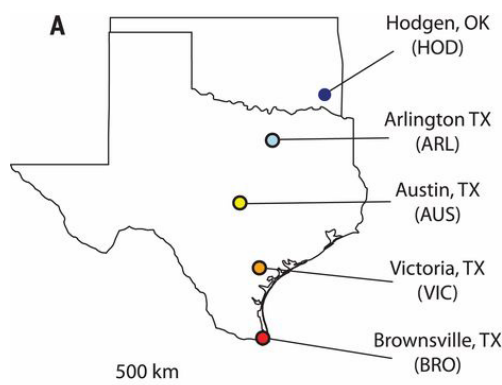 A
Hodgen, OK
(HOD)
Arlington TX
(ARL)
Austin, TX
(AUS)
Victoria, TX
(VIC)
Brownsville, TX
(BRO)
500 km